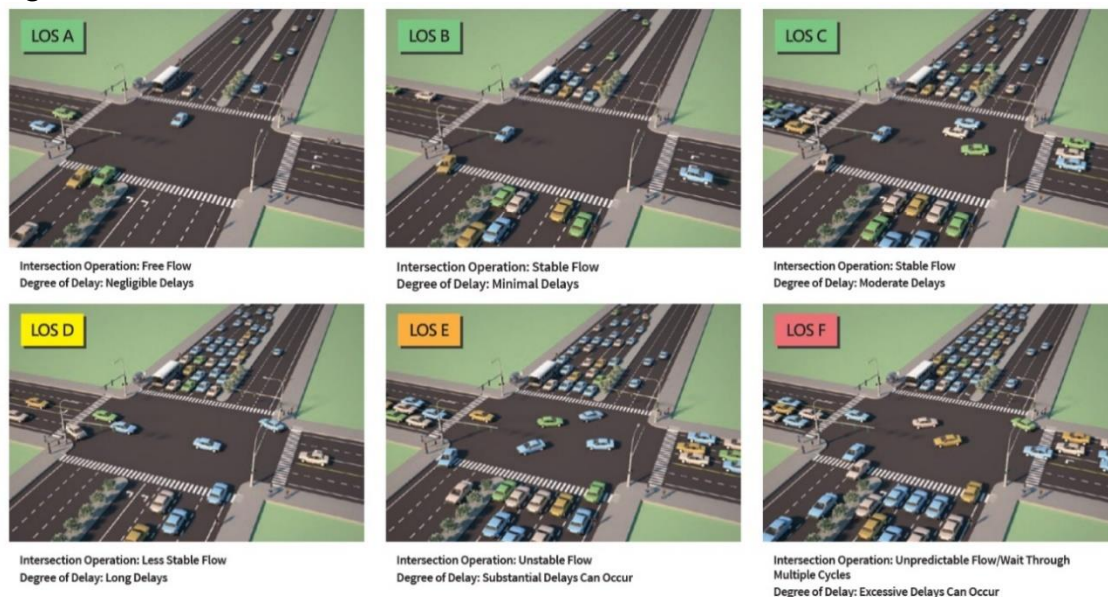 LOS A
LOS B
LOS C
Intersection Operation: Free Flow
Degree of Delay: Negligible Delays
Intersection Operation: Stable Flow
Degree of Delay: Minimal Delays
Intersection Operation: Stable Flow
Degree of Delay: Moderate Delays
LOS D
LOS E
LOS F
Intersection Operation: Less Stable Flow
Degree of Delay: Long Delays
Intersection Operation: Unstable Flow
Degree of Delay: Substantial Delays Can Occur
Intersection Operation: Unpredictable Flow/Wait Through
Multiple Cycles
Degree of Delay: Excessive Delays Can Occur